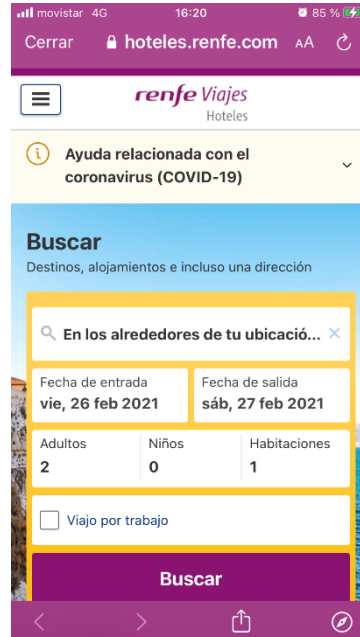 movistar 4G 16:20 85 %
Cerrar hoteles.renfe.com AA
renfe Viajes
Hoteles
Ayuda relacionada con el
coronavirus (COVID-19)
Buscar
Destinos, alojamientos e incluso una dirección
En los alrededores de tu ubicació...
Fecha de entrada Fecha de salida
vie, 26 feb 2021 sáb, 27 feb 2021
Adultos Niños Habitaciones
2 0 1
Viajo por trabajo
Buscar